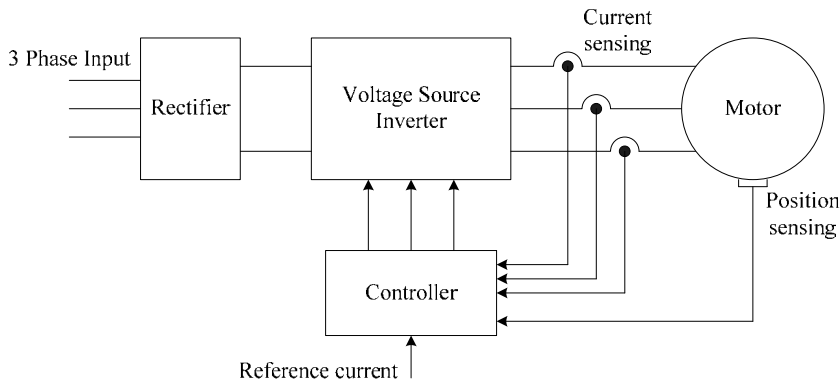 Current
sensing
3 Phase Input
Rectifier
Voltage Source
Inverter
Motor
Position
sensing
Controller
Reference current